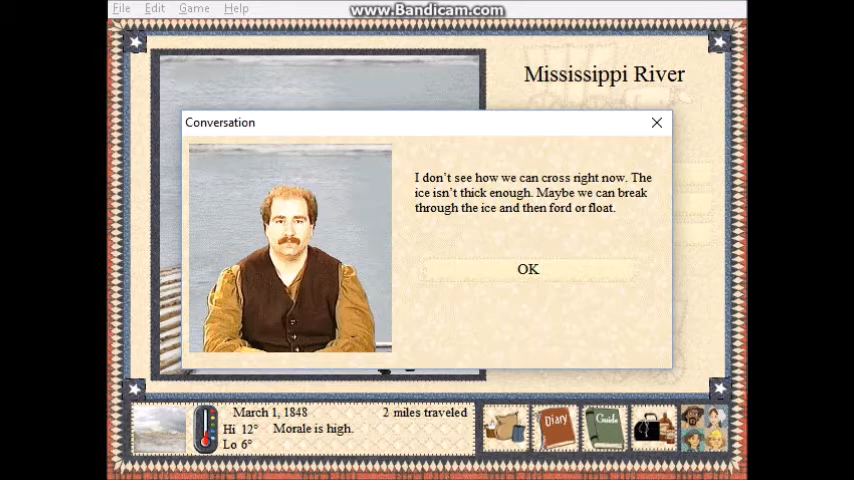 www.Bandicam.com
File Edit Game Help
Mississippi River
Conversation
I don't see how we can cross right now. The
ice isn't thick enough. Maybe we can break
through the ice and then ford or float.
OK
March 1, 1848 2 miles traveled
Hi 12° Morale is high.
Lo 6°
Diary
Guide